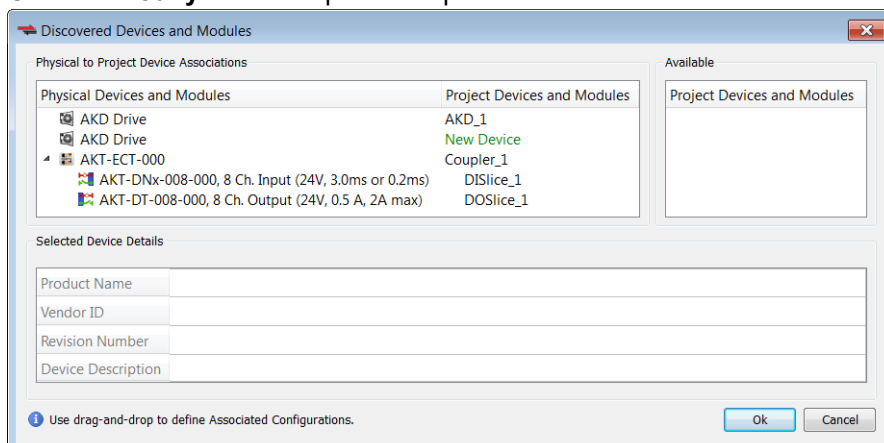 Discovered Devices and Modules
Physical to Project Device Associations
Available
Physical Devices and Modules Project Devices and Modules
Project Devices and Modules
AKD Drive AKD_1
AKD Drive New Device
AKT-ECT-000 Coupler_1
AKT-DNx-008-000, 8 Ch. Input (24V, 3.0ms or 0.2ms) DISlice_1
AKT-DT-008-000, 8 Ch. Output (24V, 0.5 A, 2A max) DOSlice_1
Selected Device Details
Product Name
Vendor ID
Revision Number
Device Description
Use drag-and-drop to define Associated Configurations.
Ok Cancel